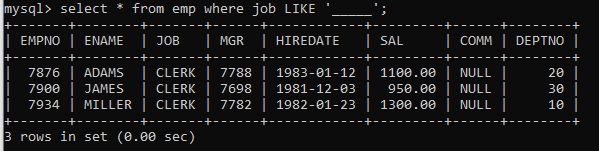 mysql> select * from emp where job LIKE '_____';
+-------+--------+-------+------+------------+---------+------+--------+
| EMPNO | ENAME | JOB | MGR | HIREDATE | SAL | COMM | DEPTNO |
+-------+--------+-------+------+------------+---------+------+--------+
| 7876 | ADAMS | CLERK | 7788 | 1983-01-12 | 1100.00 | NULL | 20 |
| 7900 | JAMES | CLERK | 7698 | 1981-12-03 | 950.00 | NULL | 30 |
| 7934 | MILLER | CLERK | 7782 | 1982-01-23 | 1300.00 | NULL | 10 |
+-------+--------+-------+------+------------+---------+------+--------+
3 rows in set (0.00 sec)